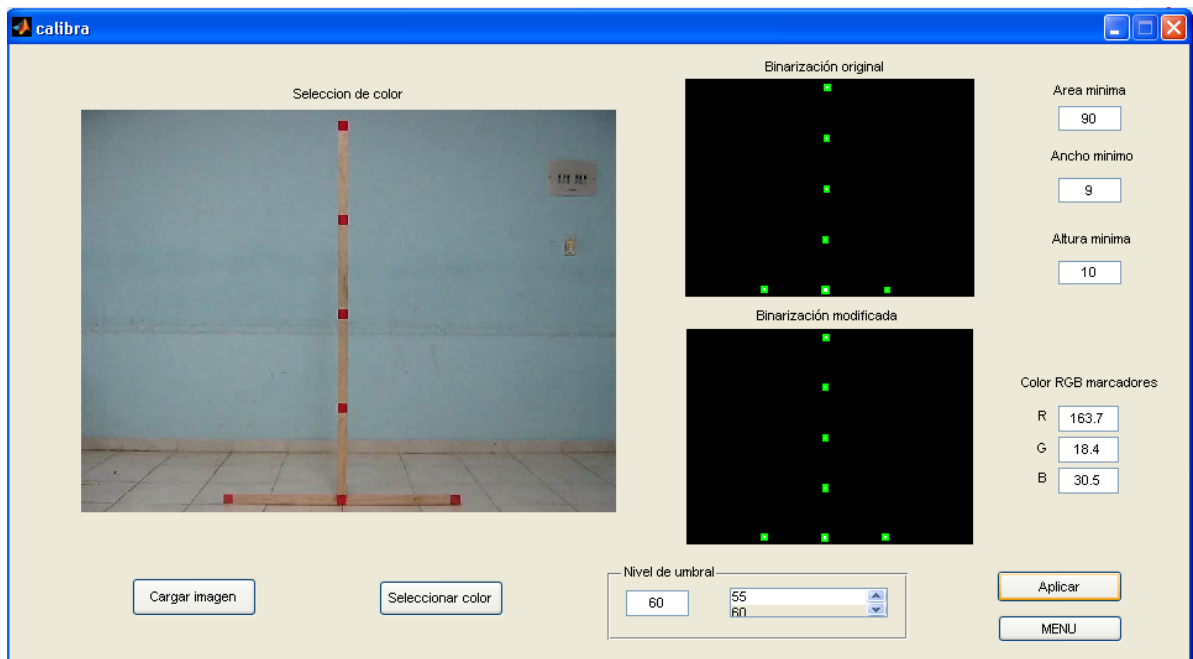 calibra
Seleccion de color
Binarización original
Area minima
90
Ancho minimo
9
Altura minima
10
Binarización modificada
Color RGB marcadores
R 163.7
G 18.4
B 30.5
Nivel de umbral
60
55
60
Cargar imagen
Seleccionar color
Aplicar
MENU